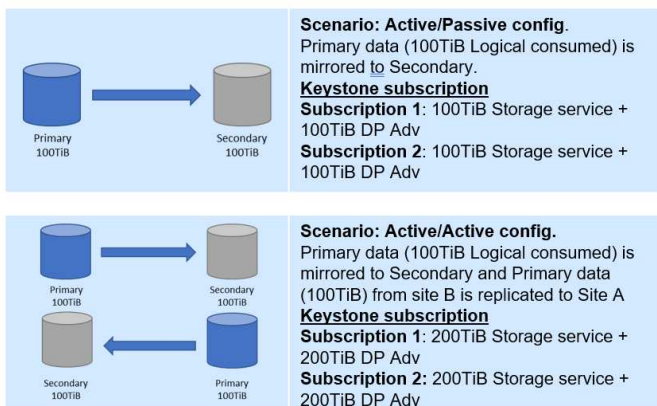 Scenario: Active/Passive config.
Primary data (100TiB Logical consumed) is
mirrored to Secondary.
Keystone subscription
Subscription 1: 100TiB Storage service +
100TiB DP Adv
Subscription 2: 100TiB Storage service +
100TiB DP Adv
Primary
100TiB
Secondary
100TiB
Scenario: Active/Active config.
Primary data (100TiB Logical consumed) is
mirrored to Secondary and Primary data
(100TiB) from site B is replicated to Site A
Keystone subscription
Subscription 1: 200TiB Storage service +
200TiB DP Adv
Subscription 2: 200TiB Storage service +
200TiB DP Adv
Primary
100TiB
Secondary
100TiB
Secondary
100TiB
Primary
100TiB